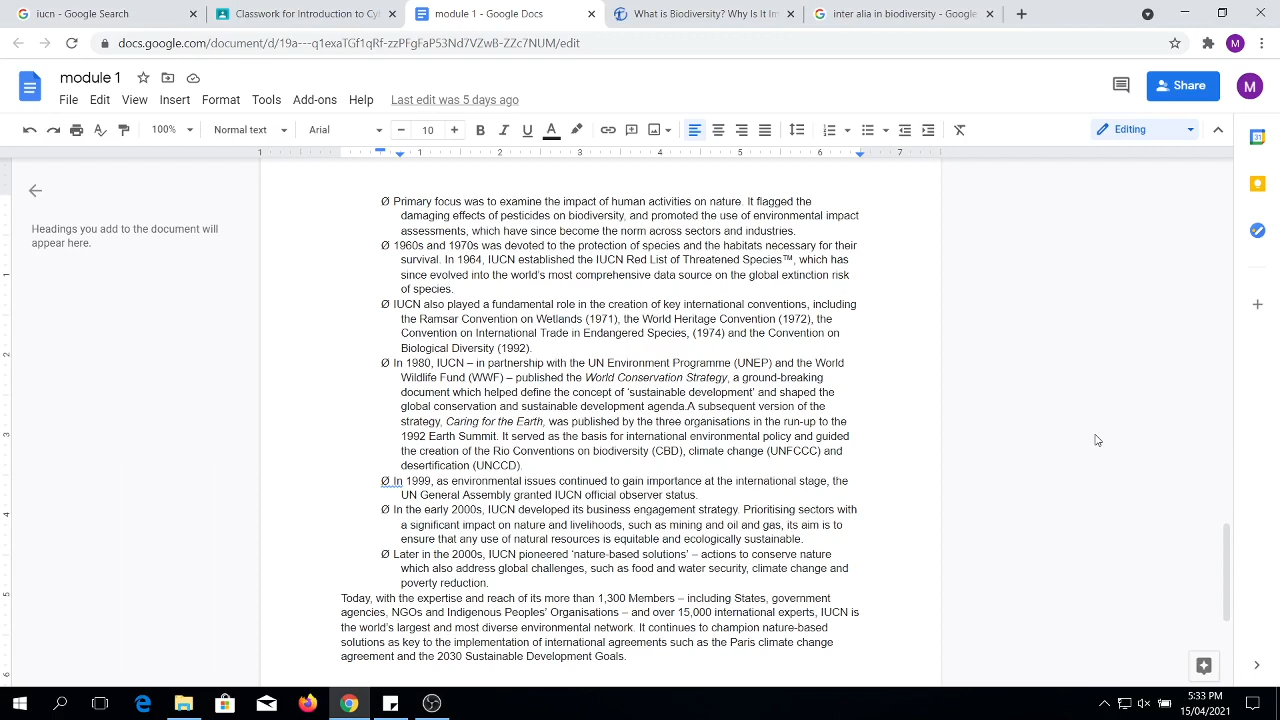 iucn - Google Search
Classwork for Introduction to Cyl
module 1 - Google Docs
What is Biodiversity? Why Is It Im
inter alia in biodiversity - Google
docs.google.com/document/d/19a---q1exaTGf1qRf-zzPFgFaP53Nd7VZwB-ZZc7NUM/edit
M
module 1
Share
M
File Edit View Insert Format Tools Add-ons Help Last edit was 5 days ago
100% Normal text Arial 10 B I U A Editing
1 1 2 3 4 5 6 7
Headings you add to the document will
appear here.
Ø Primary focus was to examine the impact of human activities on nature. It flagged the
damaging effects of pesticides on biodiversity, and promoted the use of environmental impact
assessments, which have since become the norm across sectors and industries.
Ø 1960s and 1970s was devoted to the protection of species and the habitats necessary for their
survival. In 1964, IUCN established the IUCN Red List of Threatened Species™, which has
since evolved into the world's most comprehensive data source on the global extinction risk
of species.
Ø IUCN also played a fundamental role in the creation of key international conventions, including
the Ramsar Convention on Wetlands (1971), the World Heritage Convention (1972), the
Convention on International Trade in Endangered Species, (1974) and the Convention on
Biological Diversity (1992).
Ø In 1980, IUCN – in partnership with the UN Environment Programme (UNEP) and the World
Wildlife Fund (WWF) – published the World Conservation Strategy, a ground-breaking
document which helped define the concept of ‘sustainable development’ and shaped the
global conservation and sustainable development agenda.A subsequent version of the
strategy, Caring for the Earth, was published by the three organisations in the run-up to the
1992 Earth Summit. It served as the basis for international environmental policy and guided
the creation of the Rio Conventions on biodiversity (CBD), climate change (UNFCCC) and
desertification (UNCCD).
Ø In 1999, as environmental issues continued to gain importance at the international stage, the
UN General Assembly granted IUCN official observer status.
Ø In the early 2000s, IUCN developed its business engagement strategy. Prioritising sectors with
a significant impact on nature and livelihoods, such as mining and oil and gas, its aim is to
ensure that any use of natural resources is equitable and ecologically sustainable.
Ø Later in the 2000s, IUCN pioneered ‘nature-based solutions’ – actions to conserve nature
which also address global challenges, such as food and water security, climate change and
poverty reduction.
Today, with the expertise and reach of its more than 1,300 Members – including States, government
agencies, NGOs and Indigenous Peoples’ Organisations – and over 15,000 international experts, IUCN is
the world’s largest and most diverse environmental network. It continues to champion nature-based
solutions as key to the implementation of international agreements such as the Paris climate change
agreement and the 2030 Sustainable Development Goals.
1
2
3
4
5
6
31
5:33 PM
15/04/2021